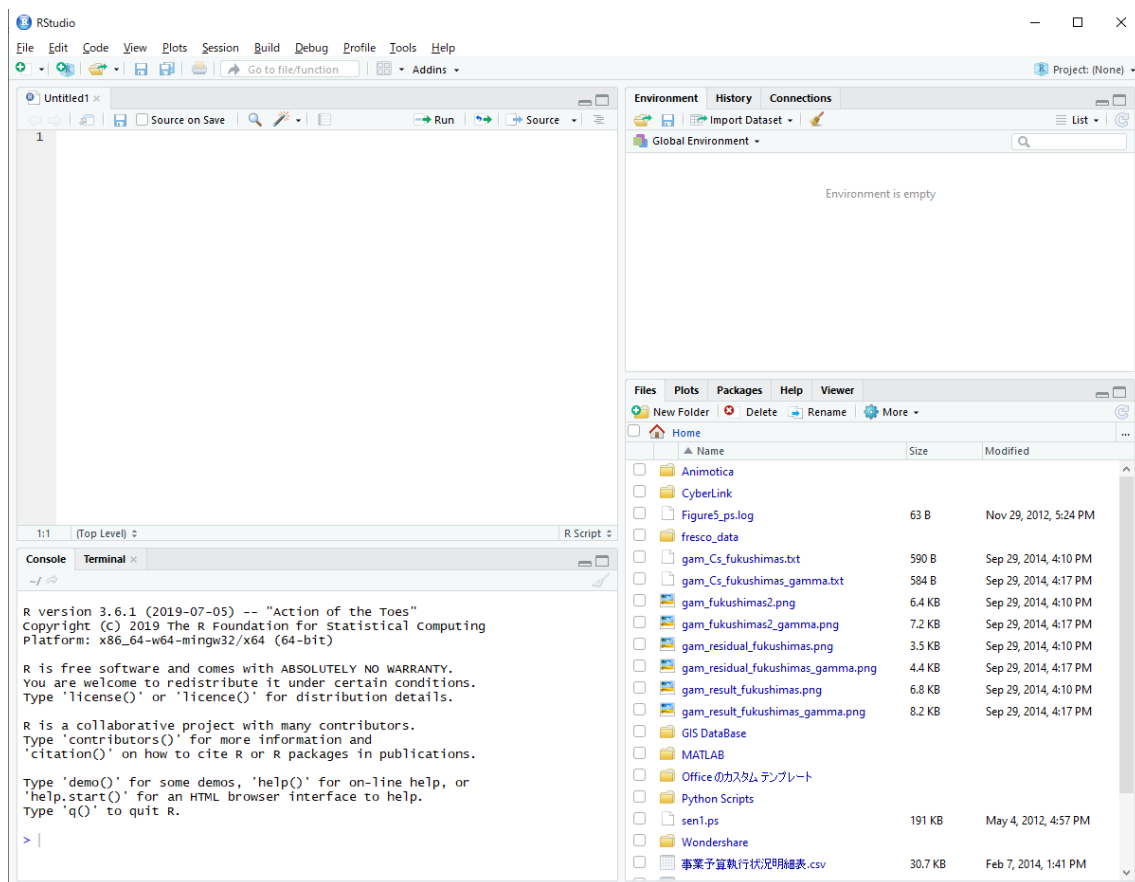 RStudio
File Edit Code View Plots Session Build Debug Profile Tools Help
Go to file/function Addins Project: (None)
Untitled1
Source on Save Run Source
1
1:1 (Top Level) R Script
Console Terminal
~/
R version 3.6.1 (2019-07-05) -- "Action of the Toes"
Copyright (C) 2019 The R Foundation for Statistical Computing
Platform: x86_64-w64-mingw32/x64 (64-bit)
R is free software and comes with ABSOLUTELY NO WARRANTY.
You are welcome to redistribute it under certain conditions.
Type 'license()' or 'licence()' for distribution details.
R is a collaborative project with many contributors.
Type 'contributors()' for more information and
'citation()' on how to cite R or R packages in publications.
Type 'demo()' for some demos, 'help()' for on-line help, or
'help.start()' for an HTML browser interface to help.
Type 'q()' to quit R.
>
Environment History Connections
Import Dataset List
Global Environment
Environment is empty
Files Plots Packages Help Viewer
New Folder Delete Rename More
Home ...
Name Size Modified
Animotica
CyberLink
Figure5_ps.log 63 B Nov 29, 2012, 5:24 PM
fresco_data
gam_Cs_fukushimas.txt 590 B Sep 29, 2014, 4:10 PM
gam_Cs_fukushimas_gamma.txt 584 B Sep 29, 2014, 4:17 PM
gam_fukushimas2.png 6.4 KB Sep 29, 2014, 4:10 PM
gam_fukushimas2_gamma.png 7.2 KB Sep 29, 2014, 4:17 PM
gam_residual_fukushimas.png 3.5 KB Sep 29, 2014, 4:10 PM
gam_residual_fukushimas_gamma.png 4.4 KB Sep 29, 2014, 4:17 PM
gam_result_fukushimas.png 6.8 KB Sep 29, 2014, 4:10 PM
gam_result_fukushimas_gamma.png 8.2 KB Sep 29, 2014, 4:17 PM
GIS DataBase
MATLAB
Office のカスタム テンプレート
Python Scripts
sen1.ps 191 KB May 4, 2012, 4:57 PM
Wondershare
事業予算執行状況明細表.csv 30.7 KB Feb 7, 2014, 1:41 PM